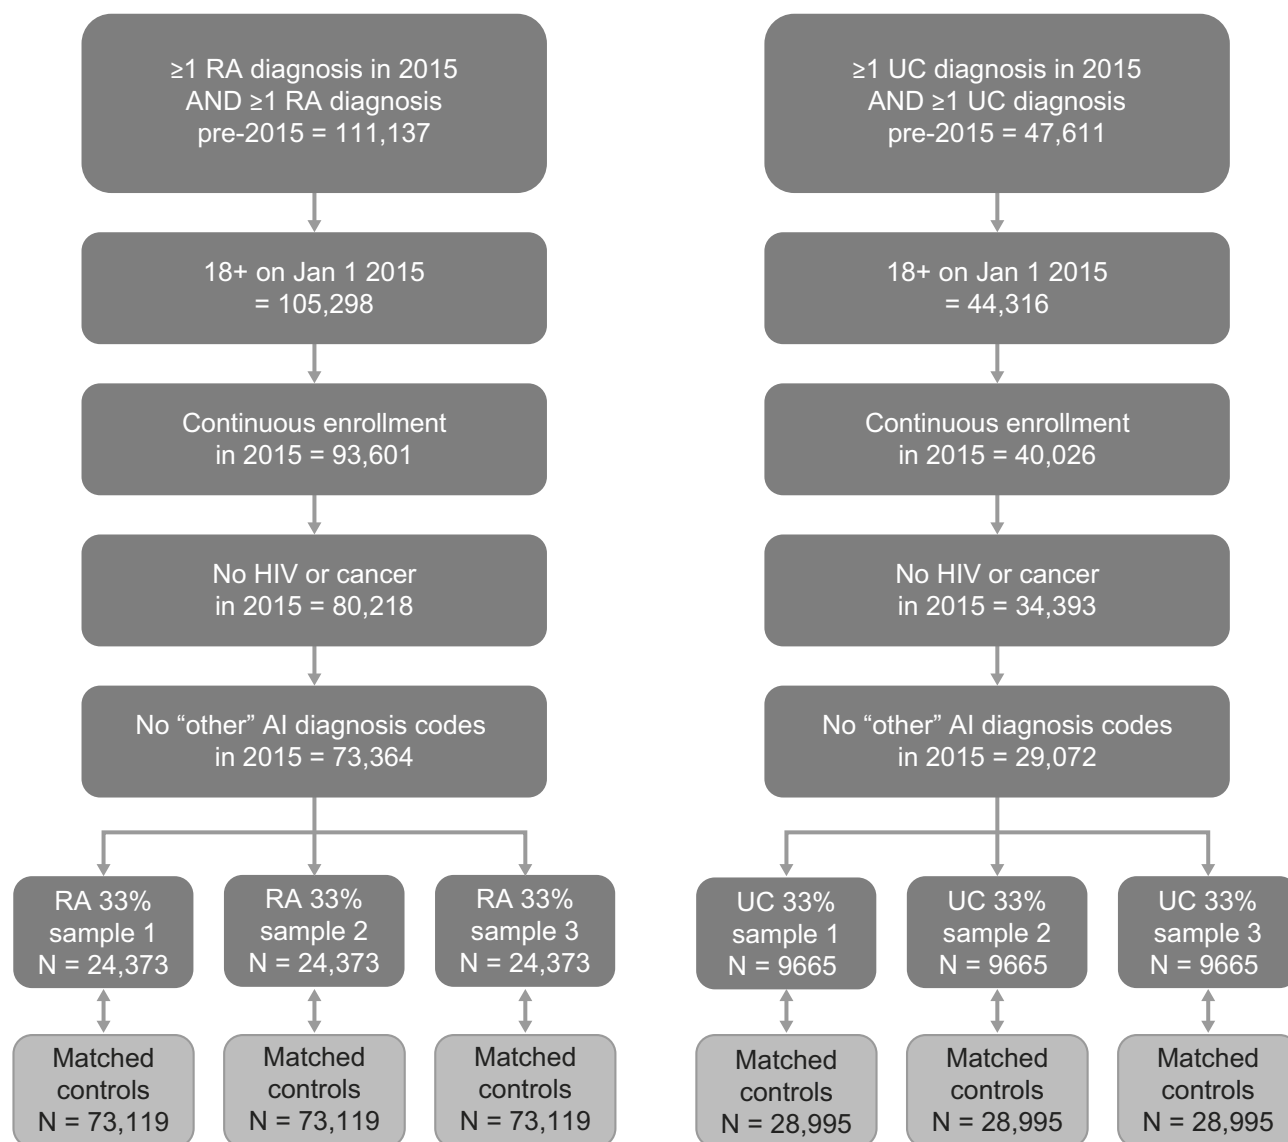 ≥1 RA diagnosis in 2015
AND ≥1 RA diagnosis
pre-2015 = 111,137
18+ on Jan 1 2015
= 105,298
Continuous enrollment
in 2015 = 93,601
No HIV or cancer
in 2015 = 80,218
No “other” AI diagnosis codes
in 2015 = 73,364
RA 33%
sample 1
N = 24,373
RA 33%
sample 2
N = 24,373
RA 33%
sample 3
N = 24,373
Matched
controls
N = 73,119
Matched
controls
N = 73,119
Matched
controls
N = 73,119
≥1 UC diagnosis in 2015
AND ≥1 UC diagnosis
pre-2015 = 47,611
18+ on Jan 1 2015
= 44,316
Continuous enrollment
in 2015 = 40,026
No HIV or cancer
in 2015 = 34,393
No “other” AI diagnosis codes
in 2015 = 29,072
UC 33%
sample 1
N = 9665
UC 33%
sample 2
N = 9665
UC 33%
sample 3
N = 9665
Matched
controls
N = 28,995
Matched
controls
N = 28,995
Matched
controls
N = 28,995